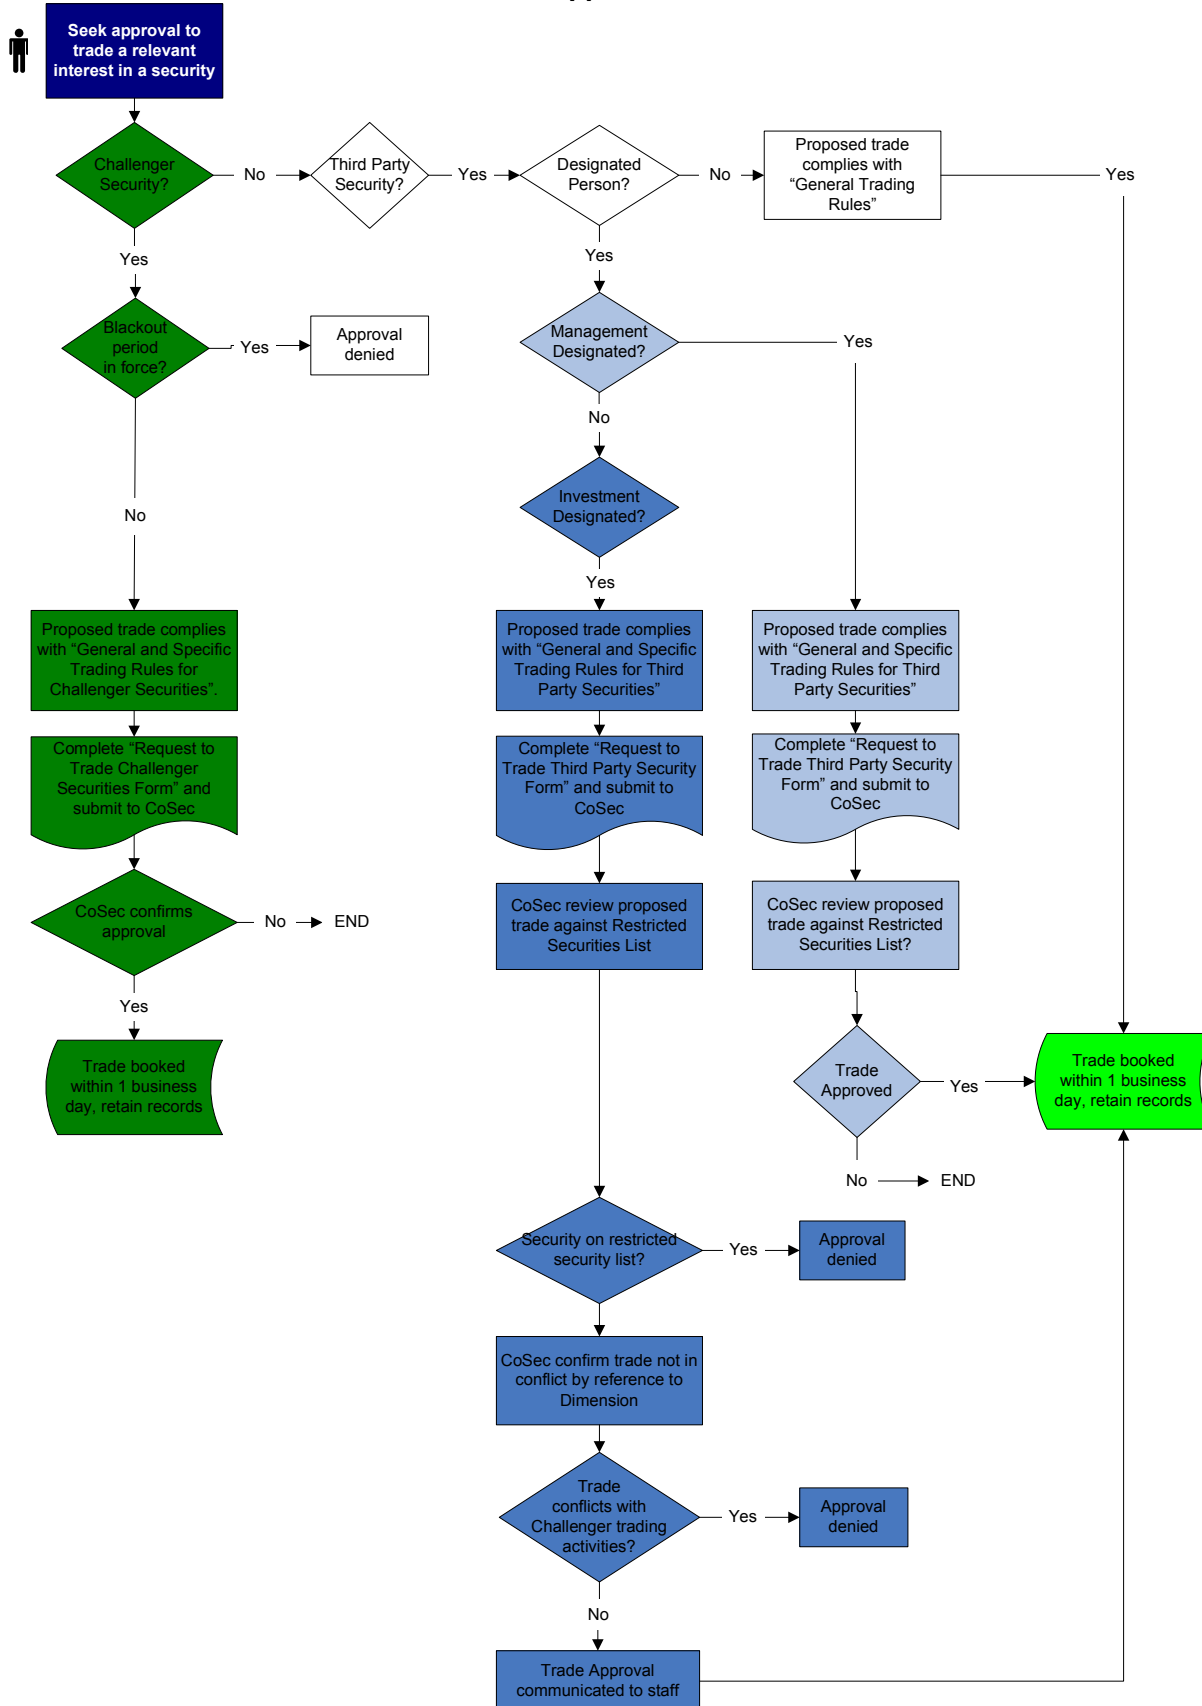 Seek approval to
trade a relevant
interest in a security
Challenger
Security?
No
Third Party
Security?
Yes
Designated
Person?
No
Proposed trade
complies with
“General Trading
Rules”
Yes
Yes
Yes
Blackout
period
in force?
Yes
Approval
denied
Management
Designated?
Yes
No
No
Investment
Designated?
Yes
Proposed trade complies
with “General and Specific
Trading Rules for
Challenger Securities”.
Proposed trade complies
with “General and Specific
Trading Rules for Third
Party Securities”
Proposed trade complies
with “General and Specific
Trading Rules for Third
Party Securities”
Complete “Request to
Trade Challenger
Securities Form” and
submit to CoSec
Complete “Request to
Trade Third Party Security
Form” and submit to
CoSec
Complete “Request to
Trade Third Party Security
Form” and submit to
CoSec
CoSec confirms
approval
No
END
CoSec review proposed
trade against Restricted
Securities List
CoSec review proposed
trade against Restricted
Securities List?
Yes
Trade booked
within 1 business
day, retain records
Trade
Approved
Yes
Trade booked
within 1 business
day, retain records
No
END
Security on restricted
security list?
Yes
Approval
denied
CoSec confirm trade not in
conflict by reference to
Dimension
Trade
conflicts with
Challenger trading
activities?
Yes
Approval
denied
No
Trade Approval
communicated to staff